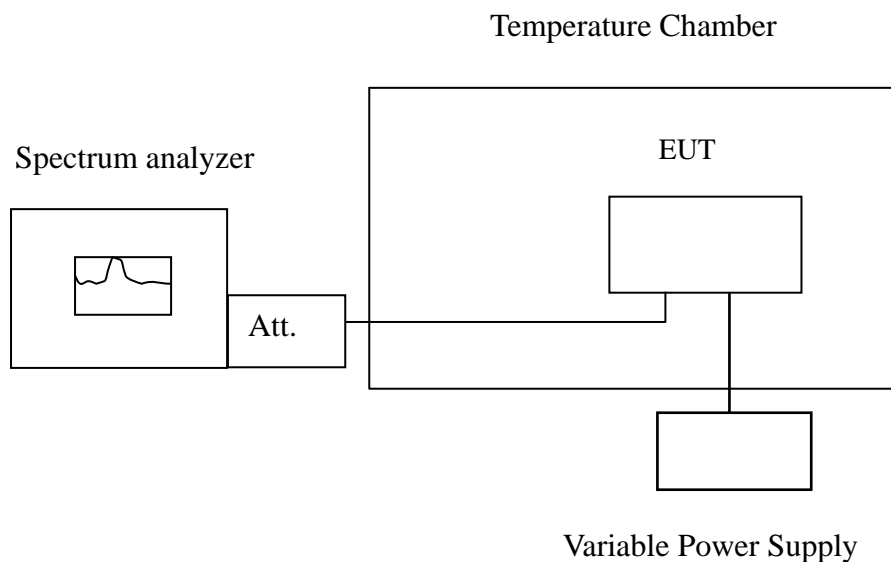 Temperature Chamber
Spectrum analyzer
EUT
Att.
Variable Power Supply